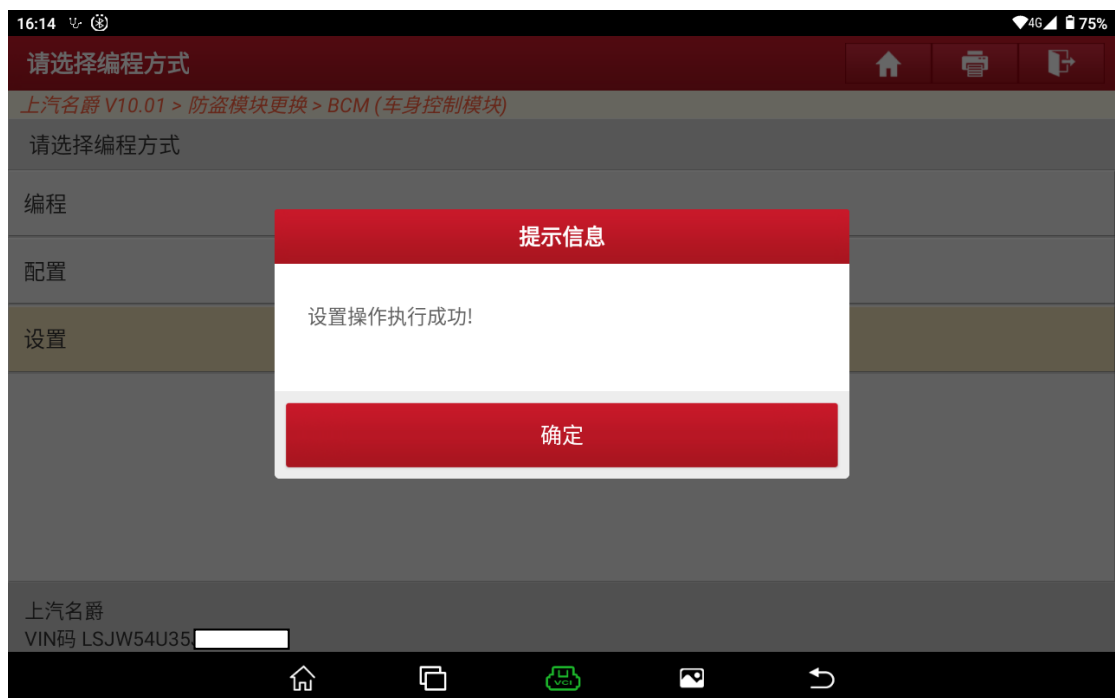 16:14
4G 75%
请选择编程方式
上汽名爵 V10.01 > 防盗模块更换 > BCM (车身控制模块)
请选择编程方式
编程
提示信息
配置
设置操作执行成功!
设置
确定
上汽名爵
VIN码 LSJW54U35
VCI